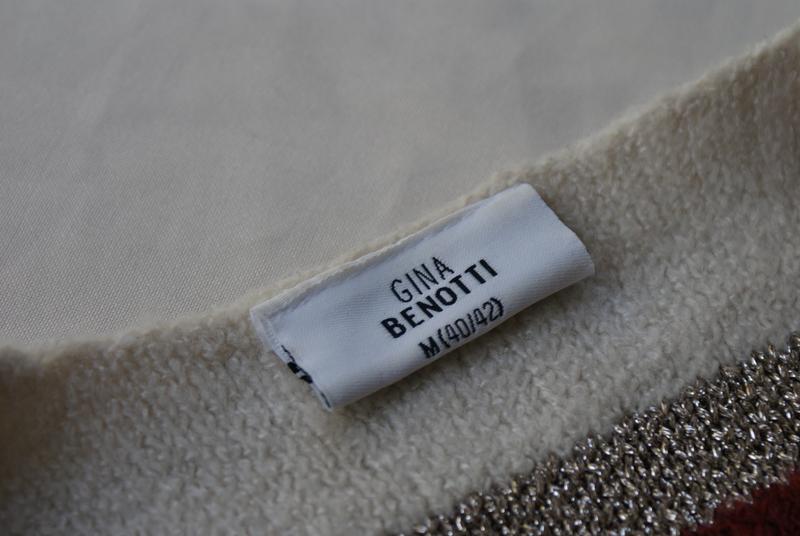 GINA
BENOTTI
M (40/42)